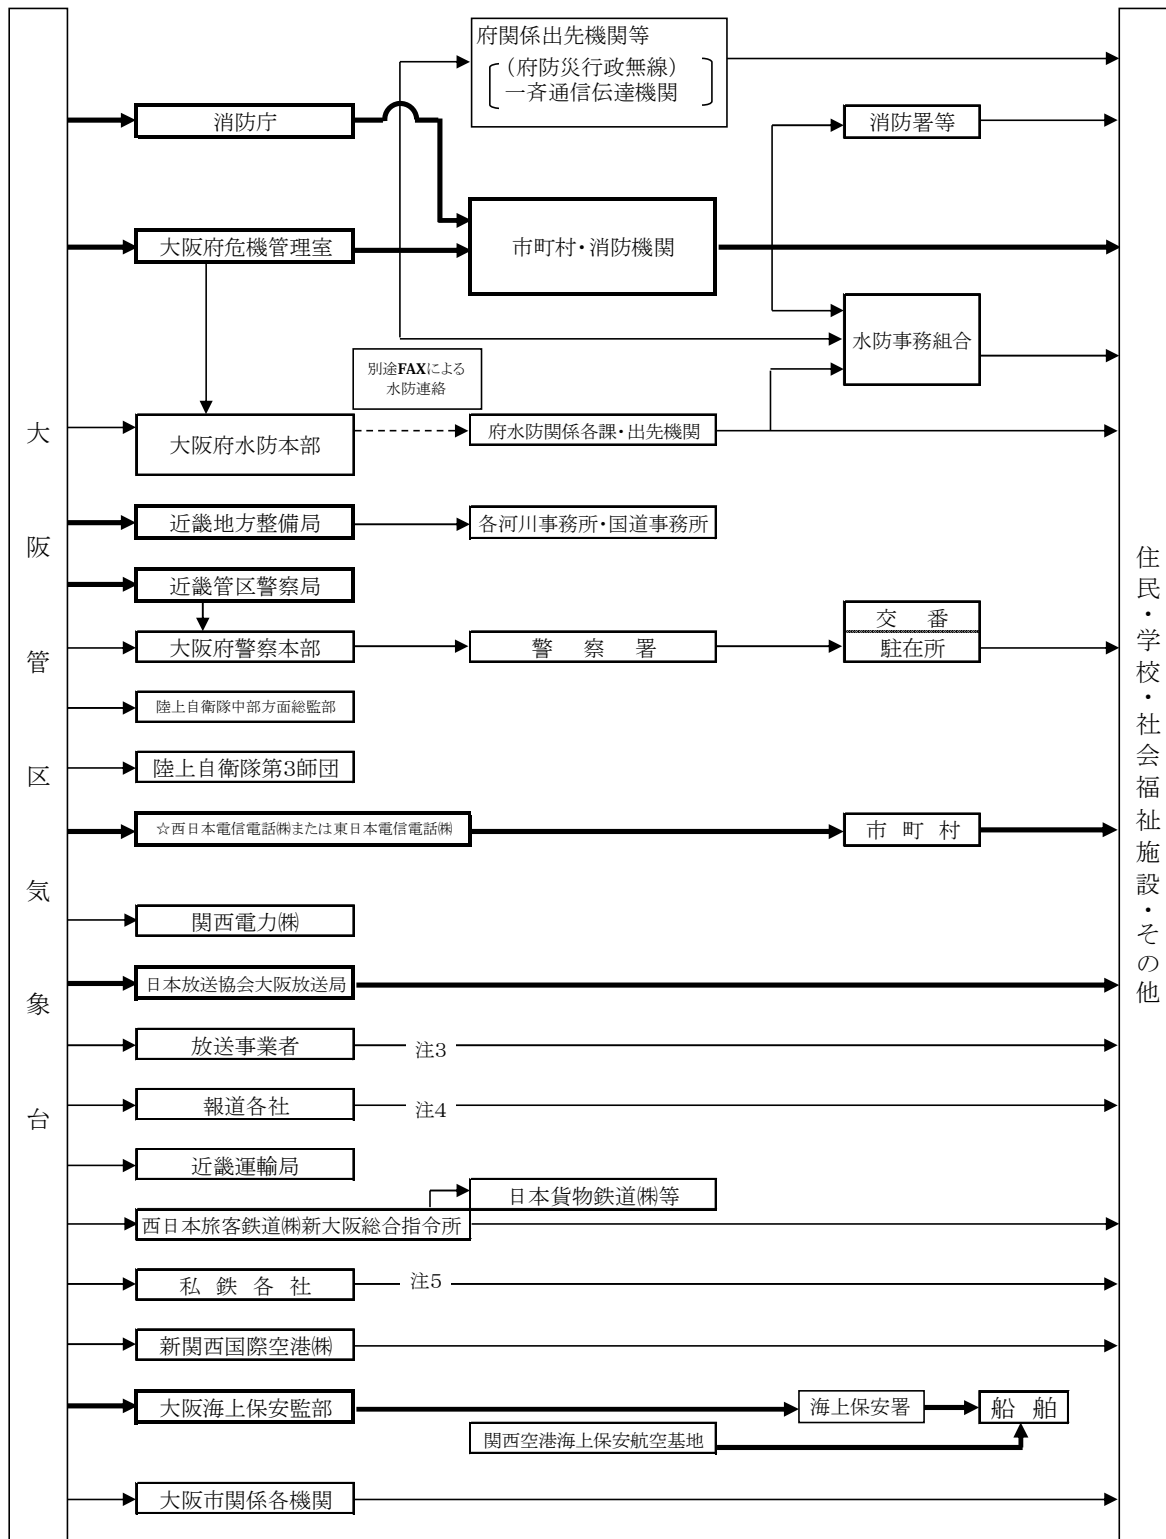 大阪管区気象台
府関係出先機関等
（府防災行政無線）
一斉通信伝達機関
消防庁
消防署等
大阪府危機管理室
市町村・消防機関
水防事務組合
別途FAXによる
水防連絡
大阪府水防本部
府水防関係各課・出先機関
近畿地方整備局
各河川事務所・国道事務所
近畿管区警察局
大阪府警察本部
警察署
交番
駐在所
陸上自衛隊中部方面総監部
陸上自衛隊第3師団
☆西日本電信電話㈱または東日本電信電話㈱
市町村
関西電力㈱
日本放送協会大阪放送局
放送事業者
注3
報道各社
注4
近畿運輸局
日本貨物鉄道㈱等
西日本旅客鉄道㈱新大阪総合指令所
私鉄各社
注5
新関西国際空港㈱
大阪海上保安監部
海上保安署
船舶
関西空港海上保安航空基地
大阪市関係各機関
住民・学校・社会福祉施設・その他